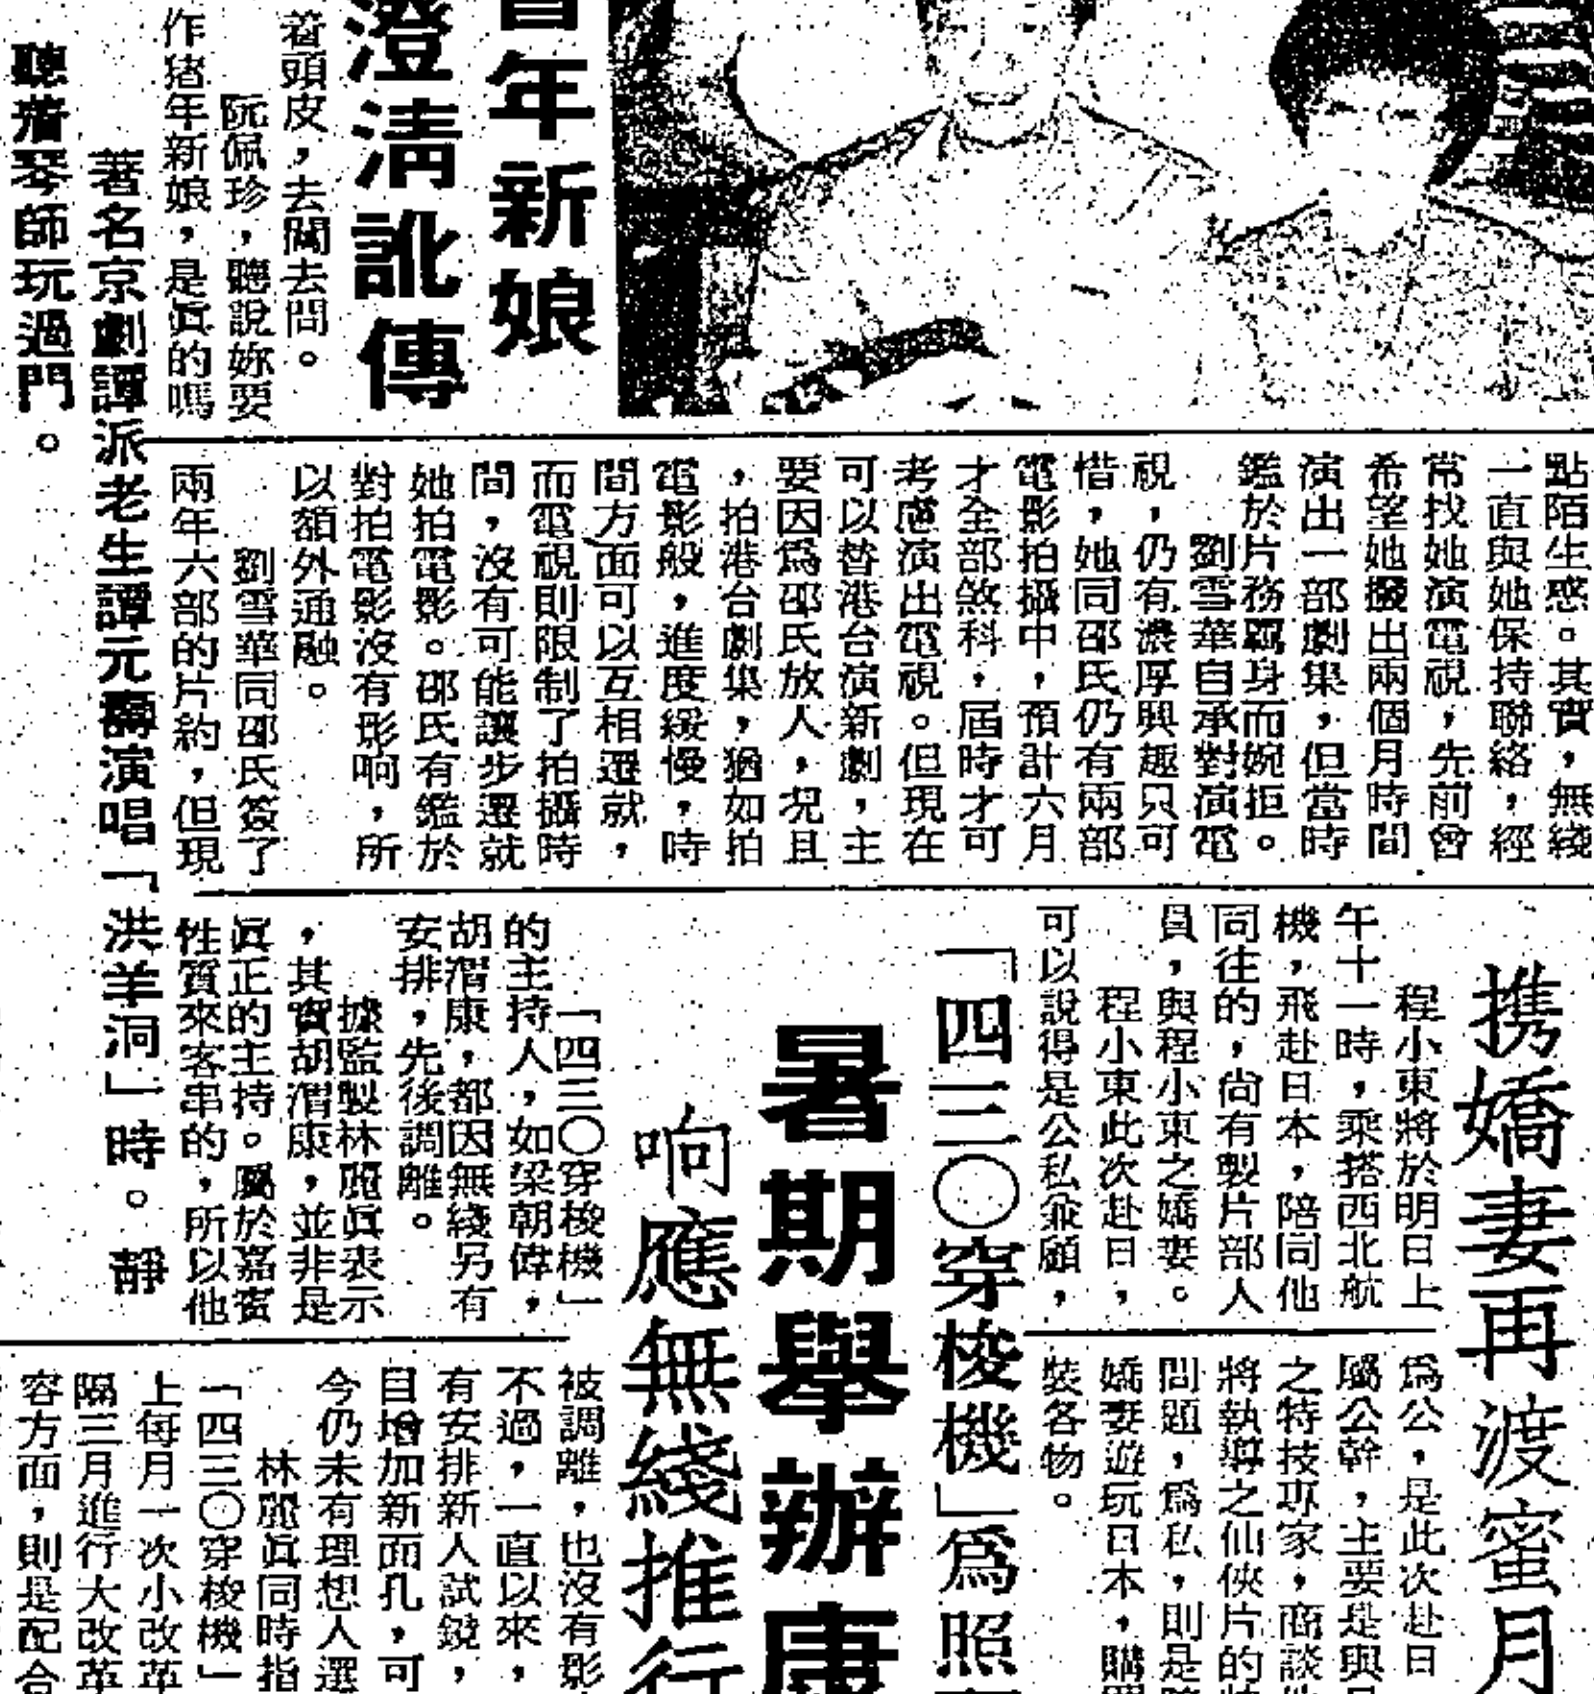 年新娘
澄清訛傳
着頭皮，去闖去問。
阮佩珍，聽說妳要
作猪年新娘，是眞的嗎
著名京劇譚派老生譚元壽演唱「洪羊洞」時。靜
聽琴師玩過門。
點陌生惑。其實，無綫
一直與她保持聯絡，經
常找她演電視，先前曾
希望她撥出兩個月時間
演出一部劇集，但當時
鑑於片務羈身而婉拒。
劉雪華自承對演電
視，仍有濃厚興趣只可
惜，她同邵氏仍有兩部
電影拍攝中，預計六月
才全部煞科，屆時才可
考慮演出電視。但現在
可以替港台演新劇，主
要因爲邵氏放人，况且
，拍港台劇集，猶如拍
電影般，進度緩慢，時
間方面可以互相遷就，
而電視則限制了拍攝時
間，沒有可能讓步遷就
她拍電影。邵氏有鑑於
對拍電影沒有影响，所
以額外通融。
劉雪華同邵氏簽了
兩年六部的片約，但現
携嬌妻再渡蜜月
程小東將於明日上
午十一時，乘搭西北航
機，飛赴日本，陪同他
同往的，尚有製片部人
員，與程小東之嬌妻。
程小東此次赴日，
可以說得是公私兼顧，
爲公，是此次赴日
屬公幹，主要是與
之特技專家，商談
將執導之仙俠片的
問題，爲私，則是
嬌妻遊玩日本，購
裝各物。
「四三〇穿梭機」爲照
暑期舉辦康
响應無綫推行
「四三〇穿梭機」
的主持人，如梁朝偉，
胡渭康，都因無綫另有
安排，先後調離。
據監製林麗眞表示
，其實胡渭康，並非是
眞正的主持。屬於嘉賓
性質來客串的，所以他
被調離，也沒有影
不過，一直以來，
有安排新人試鏡，
目增加新面孔，可
今仍未有理想人選
林麗眞同時指
「四三〇穿梭機」
上每月一次小改革
隔三月進行大改革
容方面，則是配合